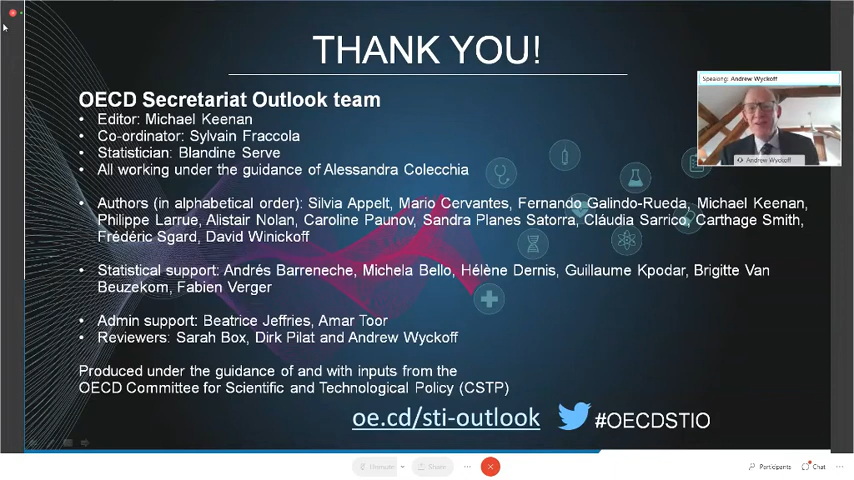 THANK YOU!
Speaking: Andrew Wyckoff
OECD Secretariat Outlook team
• Editor: Michael Keenan
• Co-ordinator: Sylvain Fraccola
• Statistician: Blandine Serve
• All working under the guidance of Alessandra Colecchia
Andrew Wyckoff
• Authors (in alphabetical order): Silvia Appelt, Mario Cervantes, Fernando Galindo-Rueda, Michael Keenan,
Philippe Larrue, Alistair Nolan, Caroline Paunov, Sandra Planes Satorra, Cláudia Sarrico, Carthage Smith,
Frédéric Sgard, David Winickoff
• Statistical support: Andrés Barreneche, Michela Bello, Hélène Dernis, Guillaume Kpodar, Brigitte Van
Beuzekom, Fabien Verger
• Admin support: Beatrice Jeffries, Amar Toor
• Reviewers: Sarah Box, Dirk Pilat and Andrew Wyckoff
Produced under the guidance of and with inputs from the
OECD Committee for Scientific and Technological Policy (CSTP)
oe.cd/sti-outlook #OECDSTIO
Unmute Share Participants Chat